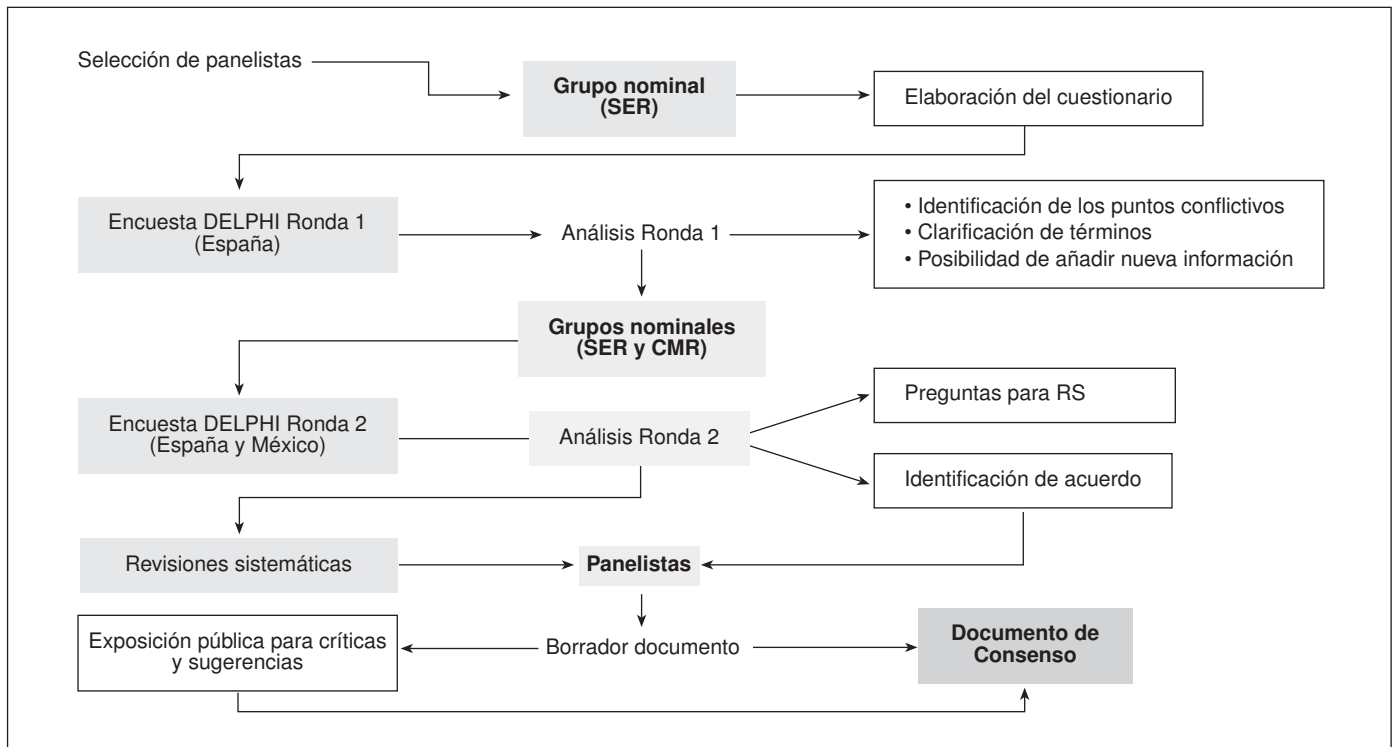 Selección de panelistas
Grupo nominal
(SER)
Elaboración del cuestionario
Encuesta DELPHI Ronda 1
(España)
Análisis Ronda 1
• Identificación de los puntos conflictivos
• Clarificación de términos
• Posibilidad de añadir nueva información
Grupos nominales
(SER y CMR)
Encuesta DELPHI Ronda 2
(España y México)
Análisis Ronda 2
Preguntas para RS
Identificación de acuerdo
Revisiones sistemáticas
Panelistas
Exposición pública para críticas
y sugerencias
Borrador documento
Documento de
Consenso